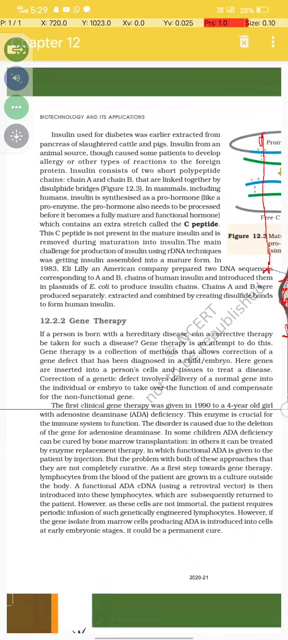 5:29
28%
P: 1 / 1 X: 720.0 Y: 1023.0 Xv: 0.0 Yv: 0.025 Prs: 1.0 Size: 0.10
hapter 12
BIOTECHNOLOGY AND ITS APPLICATIONS
Insulin used for diabetes was earlier extracted from
pancreas of slaughtered cattle and pigs. Insulin from an
animal source, though caused some patients to develop
allergy or other types of reactions to the foreign
protein. Insulin consists of two short polypeptide
chains: chain A and chain B, that are linked together by
disulphide bridges (Figure 12.3). In mammals, including
humans, insulin is synthesised as a pro-hormone (like a
pro-enzyme, the pro-hormone also needs to be processed
before it becomes a fully mature and functional hormone)
which contains an extra stretch called the C peptide.
This C peptide is not present in the mature insulin and is
removed during maturation into insulin.The main
challenge for production of insulin using rDNA techniques
was getting insulin assembled into a mature form. In
1983, Eli Lilly an American company prepared two DNA sequences
corresponding to A and B, chains of human insulin and introduced them
in plasmids of E. coli to produce insulin chains. Chains A and B were
produced separately, extracted and combined by creating disulfide bonds
to form human insulin.
Proin
Free C
Figure 12.3 Mat
pro-
sim
12.2.2 Gene Therapy
If a person is born with a hereditary disease, can a corrective therapy
be taken for such a disease? Gene therapy is an attempt to do this.
Gene therapy is a collection of methods that allows correction of a
gene defect that has been diagnosed in a child/embryo. Here genes
are inserted into a person's cells and tissues to treat a disease.
Correction of a genetic defect involves delivery of a normal gene into
the individual or embryo to take over the function of and compensate
for the non-functional gene.
The first clinical gene therapy was given in 1990 to a 4-year old girl
with adenosine deaminase (ADA) deficiency. This enzyme is crucial for
the immune system to function. The disorder is caused due to the deletion
of the gene for adenosine deaminase. In some children ADA deficiency
can be cured by bone marrow transplantation; in others it can be treated
by enzyme replacement therapy, in which functional ADA is given to the
patient by injection. But the problem with both of these approaches that
they are not completely curative. As a first step towards gene therapy,
lymphocytes from the blood of the patient are grown in a culture outside
the body. A functional ADA cDNA (using a retroviral vector) is then
introduced into these lymphocytes, which are subsequently returned to
the patient. However, as these cells are not immortal, the patient requires
periodic infusion of such genetically engineered lymphocytes. However, if
the gene isolate from marrow cells producing ADA is introduced into cells
at early embryonic stages, it could be a permanent cure.
2020-21